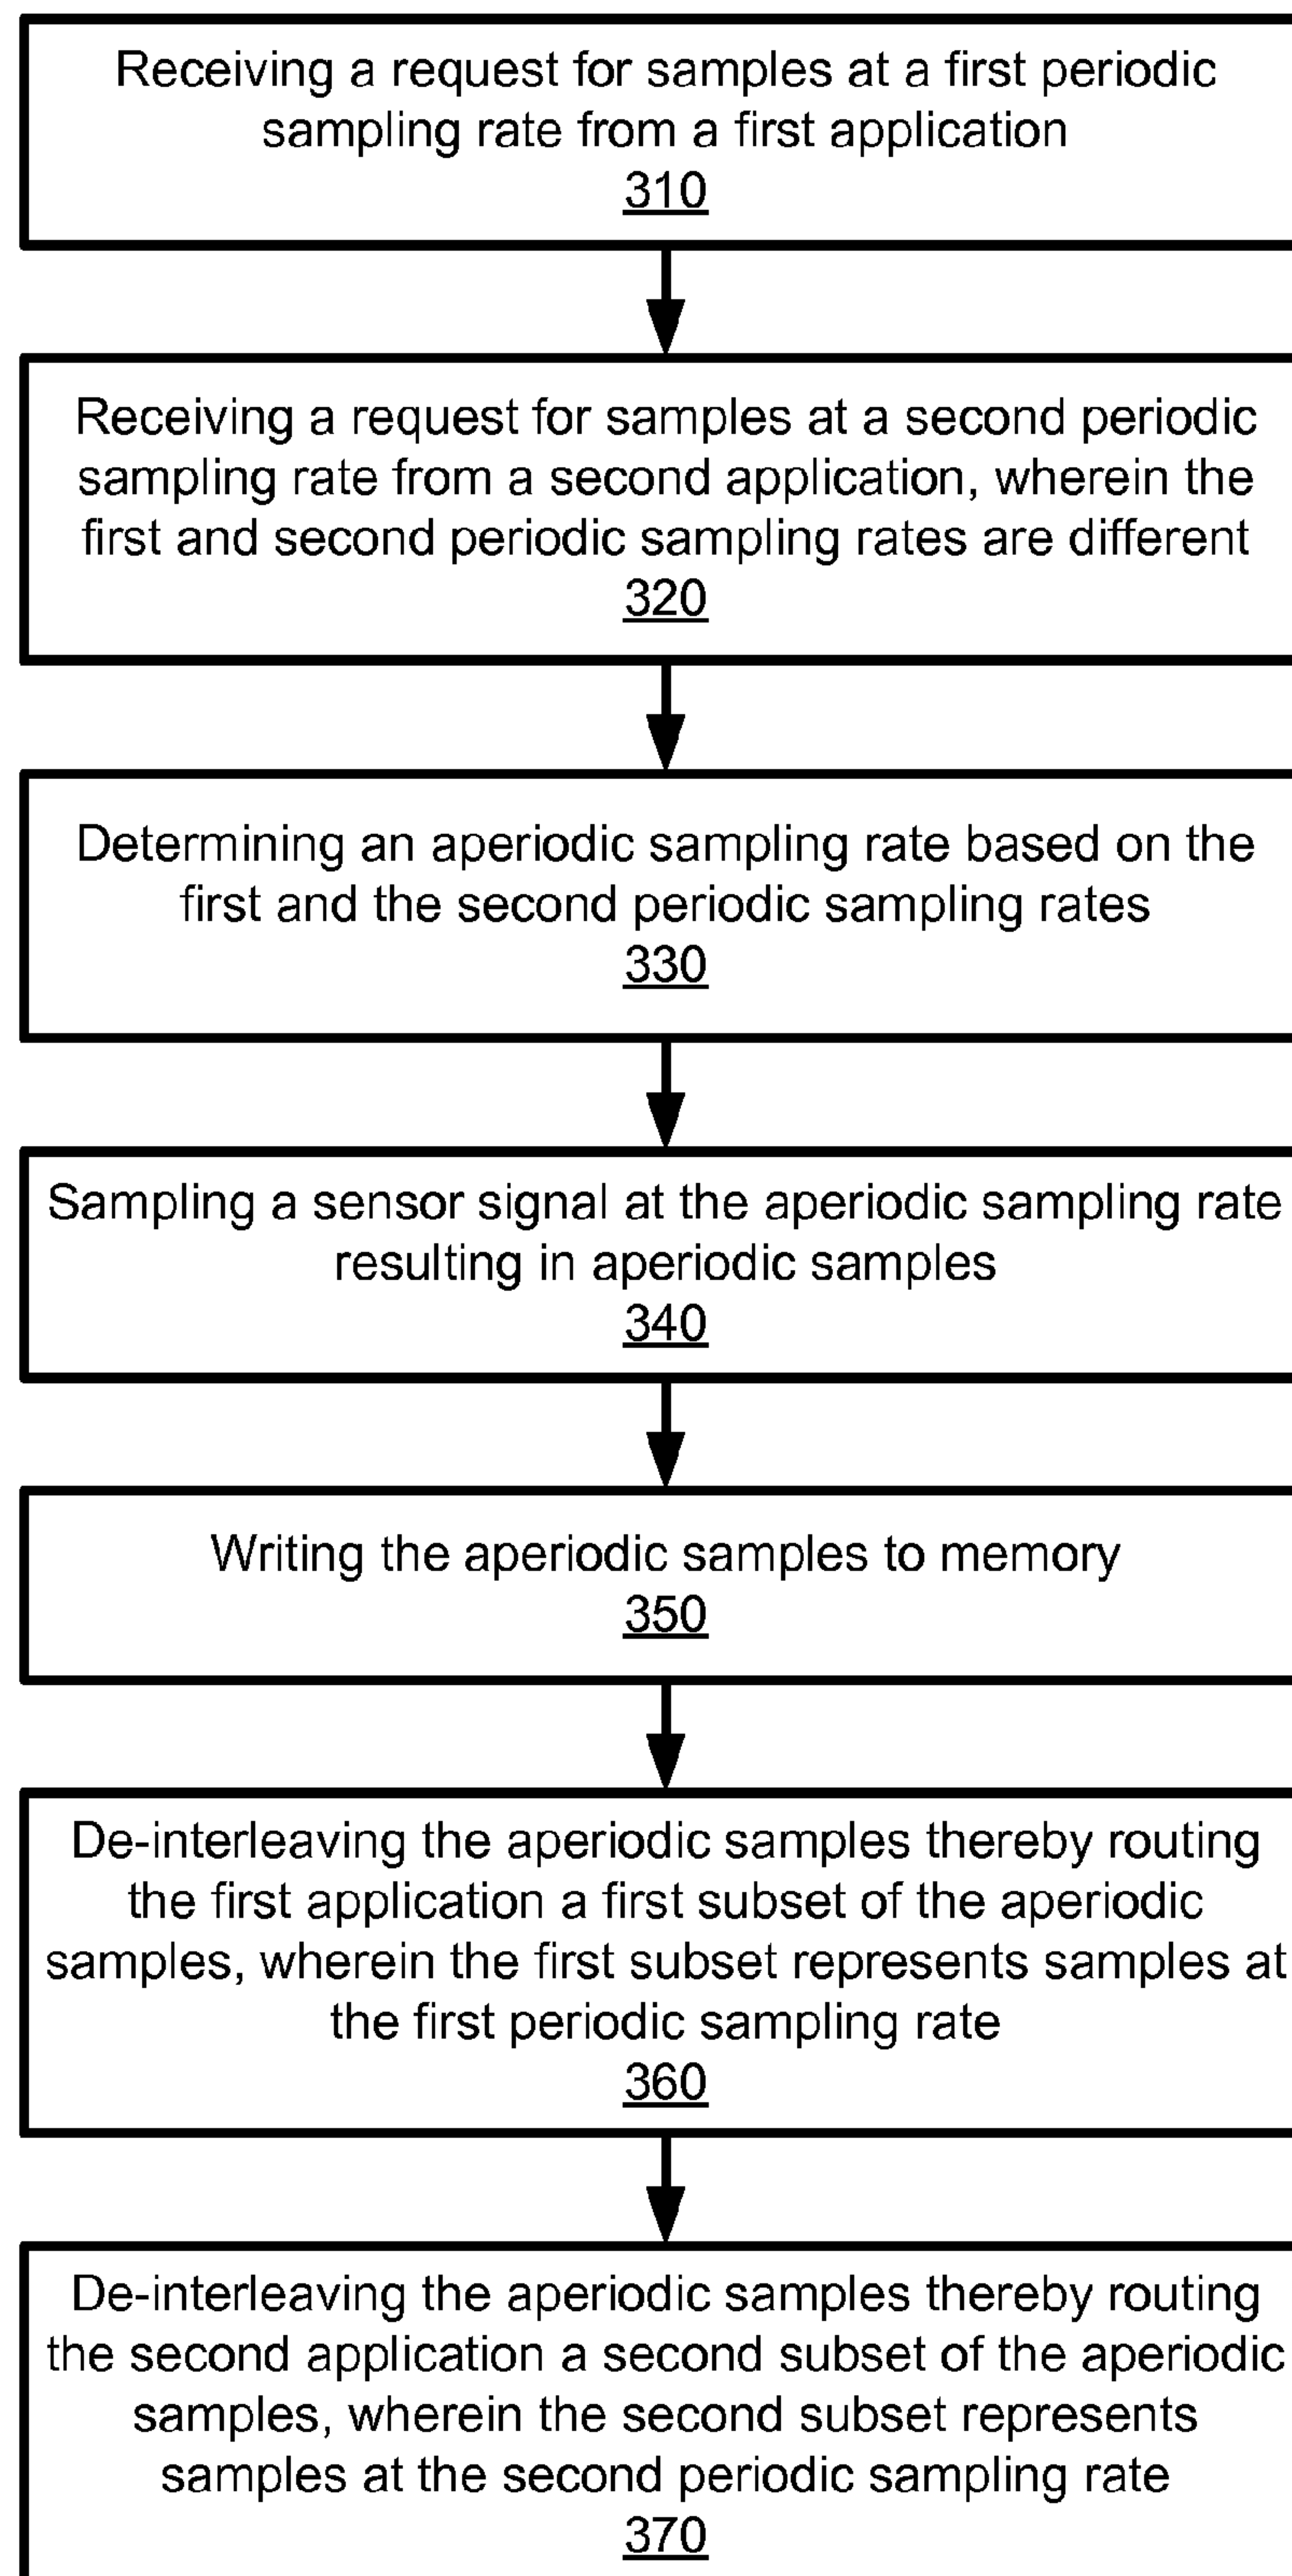 Receiving a request for samples at a first periodic
sampling rate from a first application
310
Receiving a request for samples at a second periodic
sampling rate from a second application, wherein the
first and second periodic sampling rates are different
320
Determining an aperiodic sampling rate based on the
first and the second periodic sampling rates
330
Sampling a sensor signal at the aperiodic sampling rate
resulting in aperiodic samples
340
Writing the aperiodic samples to memory
350
De-interleaving the aperiodic samples thereby routing
the first application a first subset of the aperiodic
samples, wherein the first subset represents samples at
the first periodic sampling rate
360
De-interleaving the aperiodic samples thereby routing
the second application a second subset of the aperiodic
samples, wherein the second subset represents
samples at the second periodic sampling rate
370